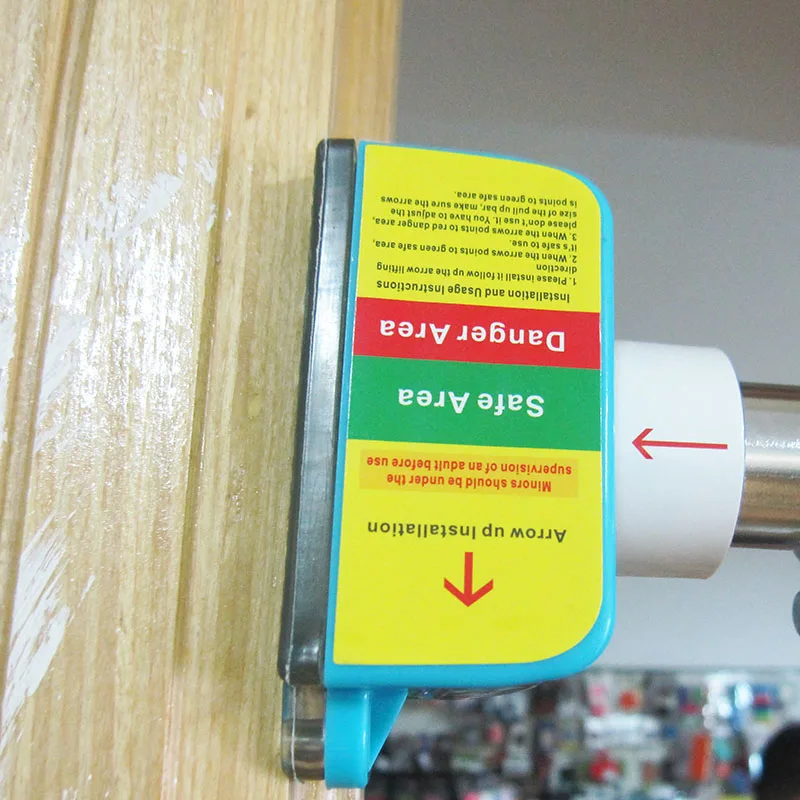 Arrow up Installation
Minors should be under the
supervision of an adult before use
Safe Area
Danger Area
Installation and Usage Instructions
1. Please install it follow up the arrow lifting
direction
2. When the arrows points to green safe area,
it's safe to use.
3. When the arrows points to red danger area,
please don't use it. You have to adjust the
size of the pull up bar, make sure the arrows
is points to green safe area.